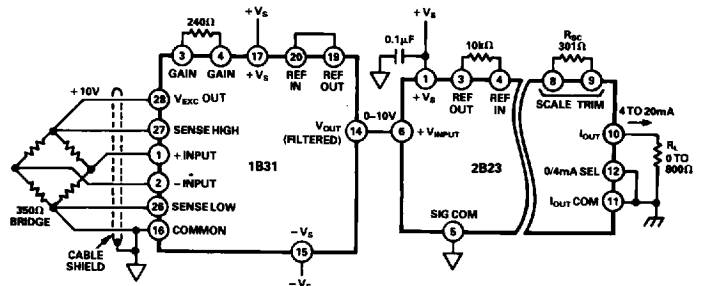 240Ω
+VS
3
4
17
20
19
GAIN
GAIN
+VS
REF IN
REF OUT
+10V
28
VEXC OUT
27
SENSE HIGH
1
+INPUT
2
-INPUT
26
SENSE LOW
16
COMMON
1B31
VOUT
(FILTERED)
14
0–10V
-VS
15
350Ω
BRIDGE
CABLE
SHIELD
+VS
0.1μF
10kΩ
RSC
301Ω
1
3
4
8
9
+VS
REF OUT
REF IN
SCALE
TRIM
6
+VINPUT
2B23
4 TO 20mA
IOUT
10
RL
0 TO
800Ω
0/4mA SEL
12
IOUT COM
11
SIG COM
5